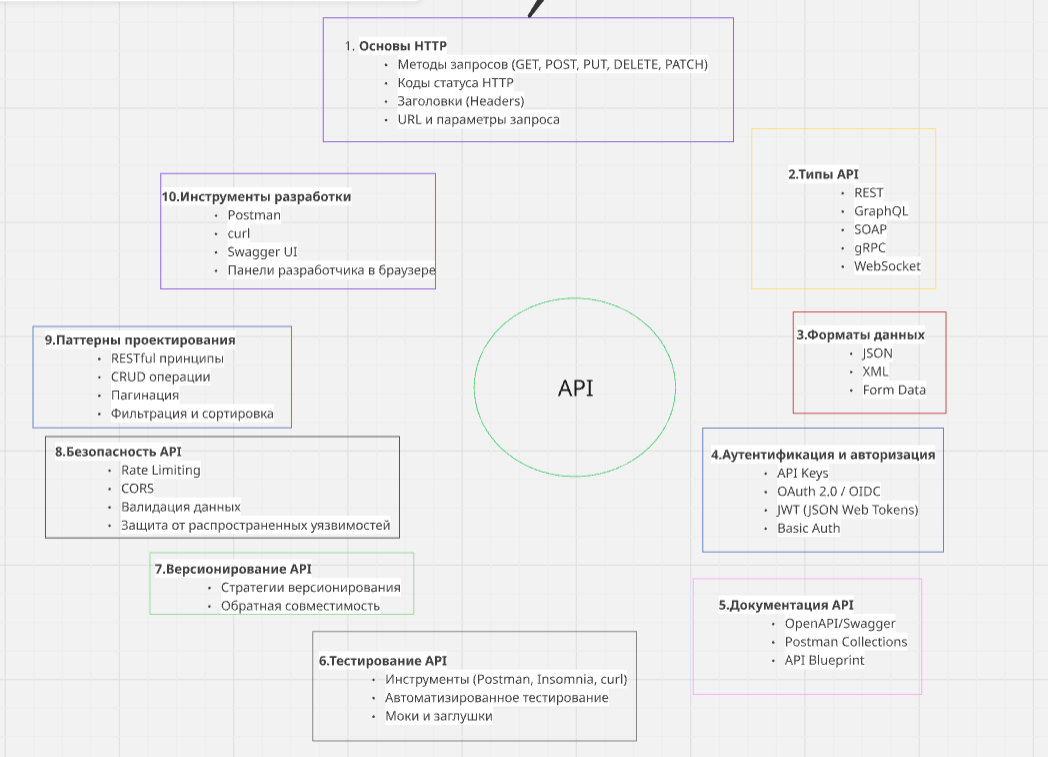 1. Основы HTTP
• Методы запросов (GET, POST, PUT, DELETE, PATCH)
• Коды статуса HTTP
• Заголовки (Headers)
• URL и параметры запроса
2.Типы API
• REST
• GraphQL
• SOAP
• gRPC
• WebSocket
3.Форматы данных
• JSON
• XML
• Form Data
4.Аутентификация и авторизация
• API Keys
• OAuth 2.0 / OIDC
• JWT (JSON Web Tokens)
• Basic Auth
5.Документация API
• OpenAPI/Swagger
• Postman Collections
• API Blueprint
6.Тестирование API
• Инструменты (Postman, Insomnia, curl)
• Автоматизированное тестирование
• Моки и заглушки
7.Версионирование API
• Стратегии версионирования
• Обратная совместимость
8.Безопасность API
• Rate Limiting
• CORS
• Валидация данных
• Защита от распространенных уязвимостей
9.Паттерны проектирования
• RESTful принципы
• CRUD операции
• Пагинация
• Фильтрация и сортировка
10.Инструменты разработки
• Postman
• curl
• Swagger UI
• Панели разработчика в браузере
API